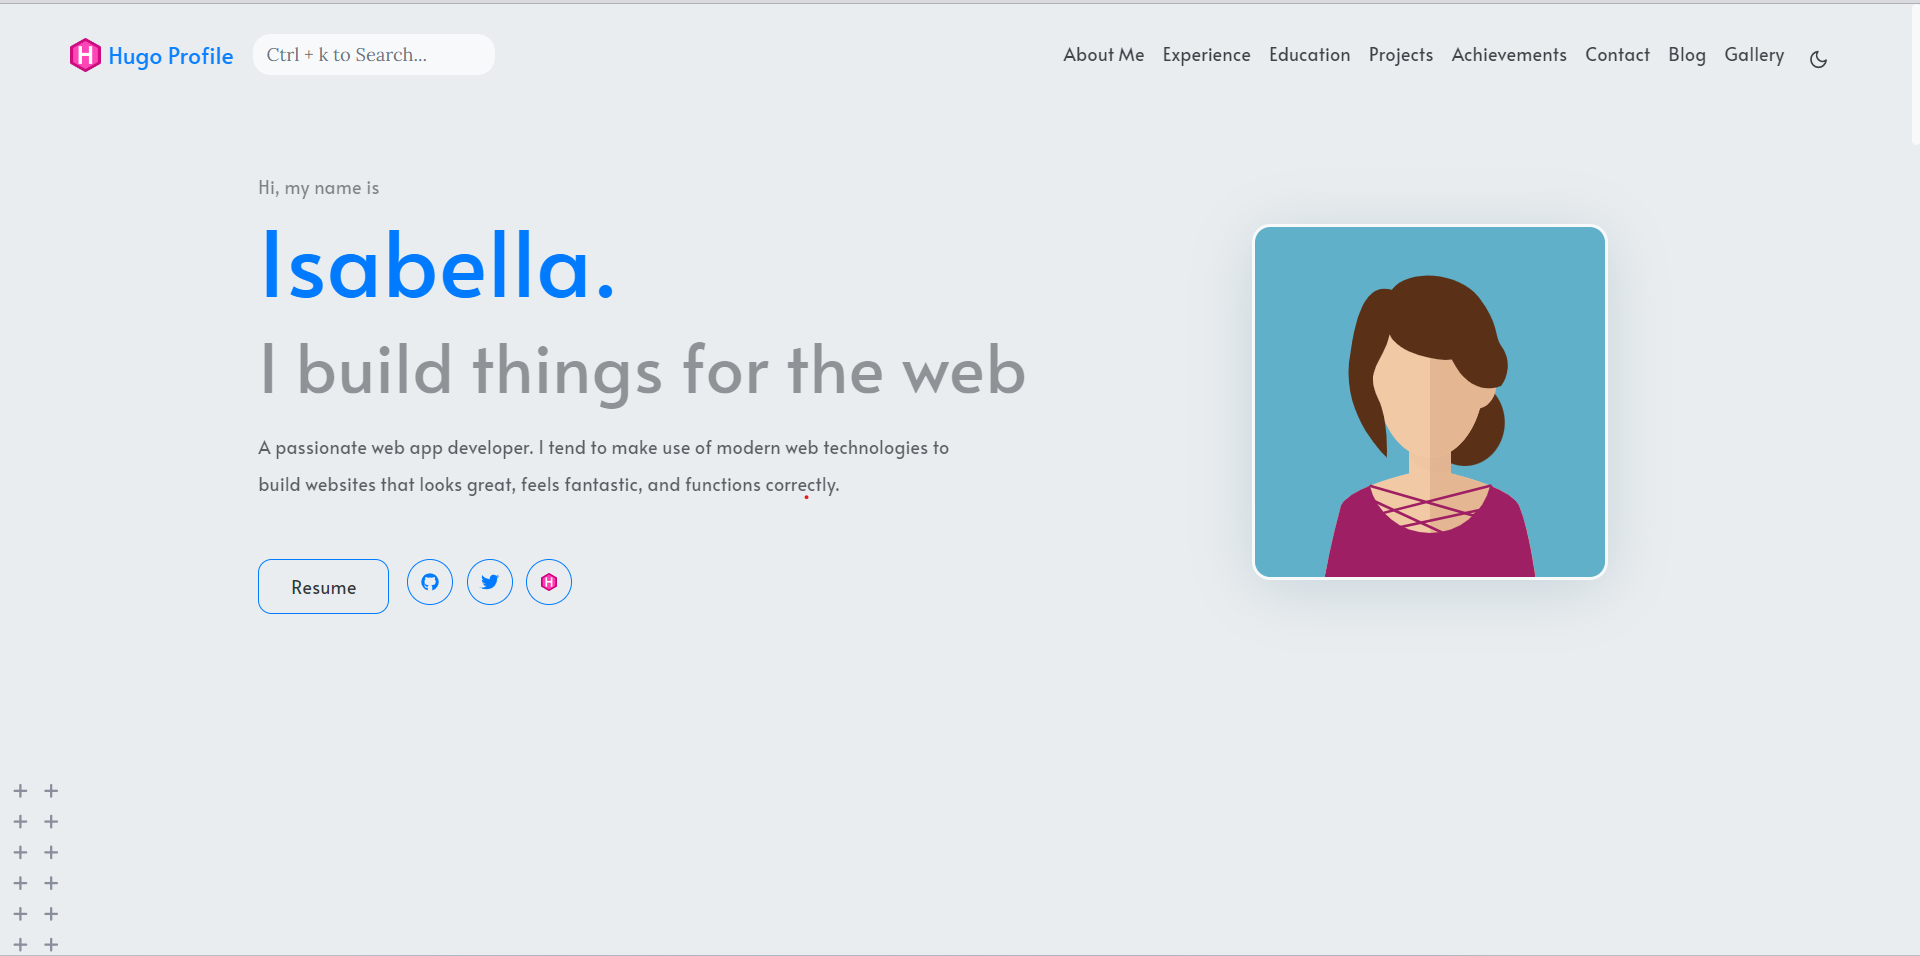 Hugo Profile
Ctrl + k to Search...
About Me Experience Education Projects Achievements Contact Blog Gallery
Hi, my name is
Isabella.
I build things for the web
A passionate web app developer. I tend to make use of modern web technologies to
build websites that looks great, feels fantastic, and functions correctly.
Resume